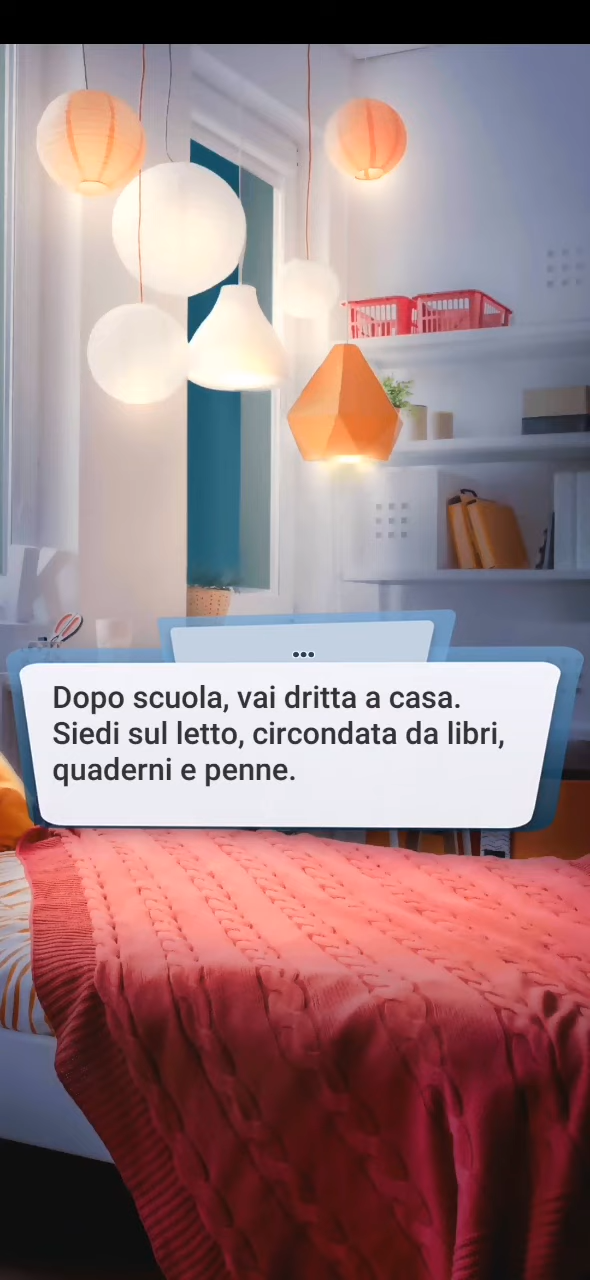 ...
Dopo scuola, vai dritta a casa.
Siedi sul letto, circondata da libri,
quaderni e penne.